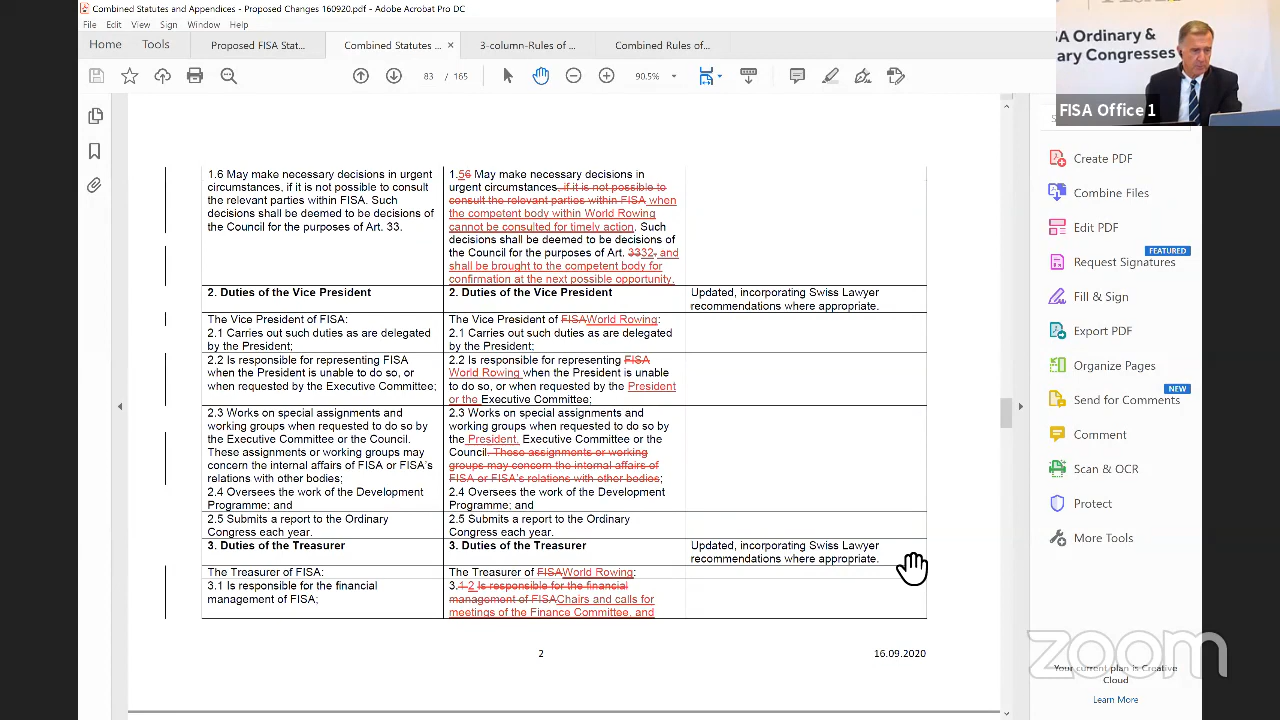 Combined Statutes and Appendices - Proposed Changes 160920.pdf - Adobe Acrobat Pro DC
File Edit View Sign Window Help
Home Tools Proposed FISA Stat... Combined Statutes ... × 3-column-Rules of ... Combined Rules of...
83 / 165 90.5%
1.6 May make necessary decisions in urgent
circumstances, if it is not possible to consult
the relevant parties within FISA. Such
decisions shall be deemed to be decisions of
the Council for the purposes of Art. 33.
1.56 May make necessary decisions in
urgent circumstances, if it is not possible to
consult the relevant parties within FISA when
the competent body within World Rowing
cannot be consulted for timely action. Such
decisions shall be deemed to be decisions of
the Council for the purposes of Art. 3332, and
shall be brought to the competent body for
confirmation at the next possible opportunity.
2. Duties of the Vice President
2. Duties of the Vice President
Updated, incorporating Swiss Lawyer
recommendations where appropriate.
The Vice President of FISA:
2.1 Carries out such duties as are delegated
by the President;
The Vice President of FISAWorld Rowing:
2.1 Carries out such duties as are delegated
by the President;
2.2 Is responsible for representing FISA
when the President is unable to do so, or
when requested by the Executive Committee;
2.2 Is responsible for representing FISA
World Rowing when the President is unable
to do so, or when requested by the President
or the Executive Committee;
2.3 Works on special assignments and
working groups when requested to do so by
the Executive Committee or the Council.
These assignments or working groups may
concern the internal affairs of FISA or FISA's
relations with other bodies;
2.3 Works on special assignments and
working groups when requested to do so by
the President, Executive Committee or the
Council. These assignments or working
groups may concern the internal affairs of
FISA or FISA's relations with other bodies;
2.4 Oversees the work of the Development
Programme; and
2.4 Oversees the work of the Development
Programme; and
2.5 Submits a report to the Ordinary
Congress each year.
2.5 Submits a report to the Ordinary
Congress each year.
3. Duties of the Treasurer
3. Duties of the Treasurer
Updated, incorporating Swiss Lawyer
recommendations where appropriate.
The Treasurer of FISA:
The Treasurer of FISAWorld Rowing:
3.1 Is responsible for the financial
management of FISA;
3.1 2 Is responsible for the financial
management of FISAChairs and calls for
meetings of the Finance Committee, and
2
16.09.2020
SA Ordinary &
ary Congresses
FISA Office 1
Create PDF
Combine Files
Edit PDF
FEATURED
Request Signatures
Fill & Sign
Export PDF
Organize Pages
NEW
Send for Comments
Comment
Scan & OCR
Protect
More Tools
zoom
Your current plan is Creative
Cloud
Learn More